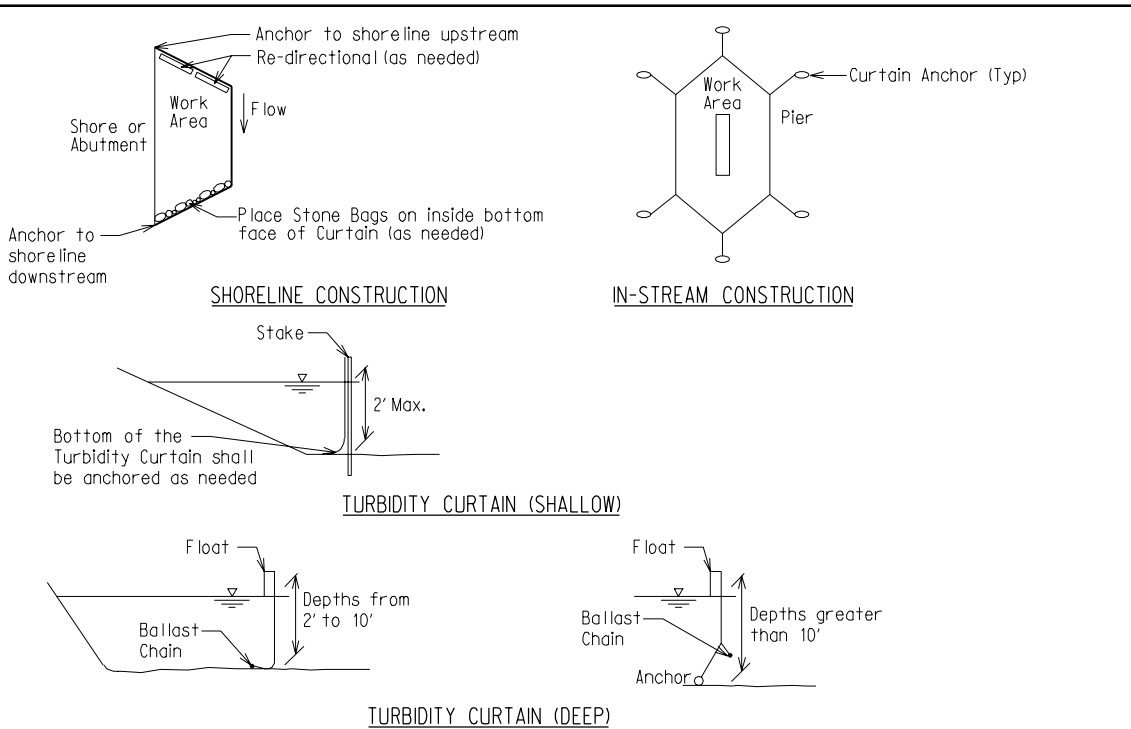 Anchor to shoreline upstream
Re-directional (as needed)
Work
Area
Flow
Shore or
Abutment
Place Stone Bags on inside bottom
face of Curtain (as needed)
Anchor to
shoreline
downstream
SHORELINE CONSTRUCTION
Work
Area
Curtain Anchor (Typ)
Pier
IN-STREAM CONSTRUCTION
Stake
2' Max.
Bottom of the
Turbidity Curtain shall
be anchored as needed
TURBIDITY CURTAIN (SHALLOW)
Float
Depths from
2' to 10'
Ballast
Chain
Float
Depths greater
than 10'
Ballast
Chain
Anchor
TURBIDITY CURTAIN (DEEP)